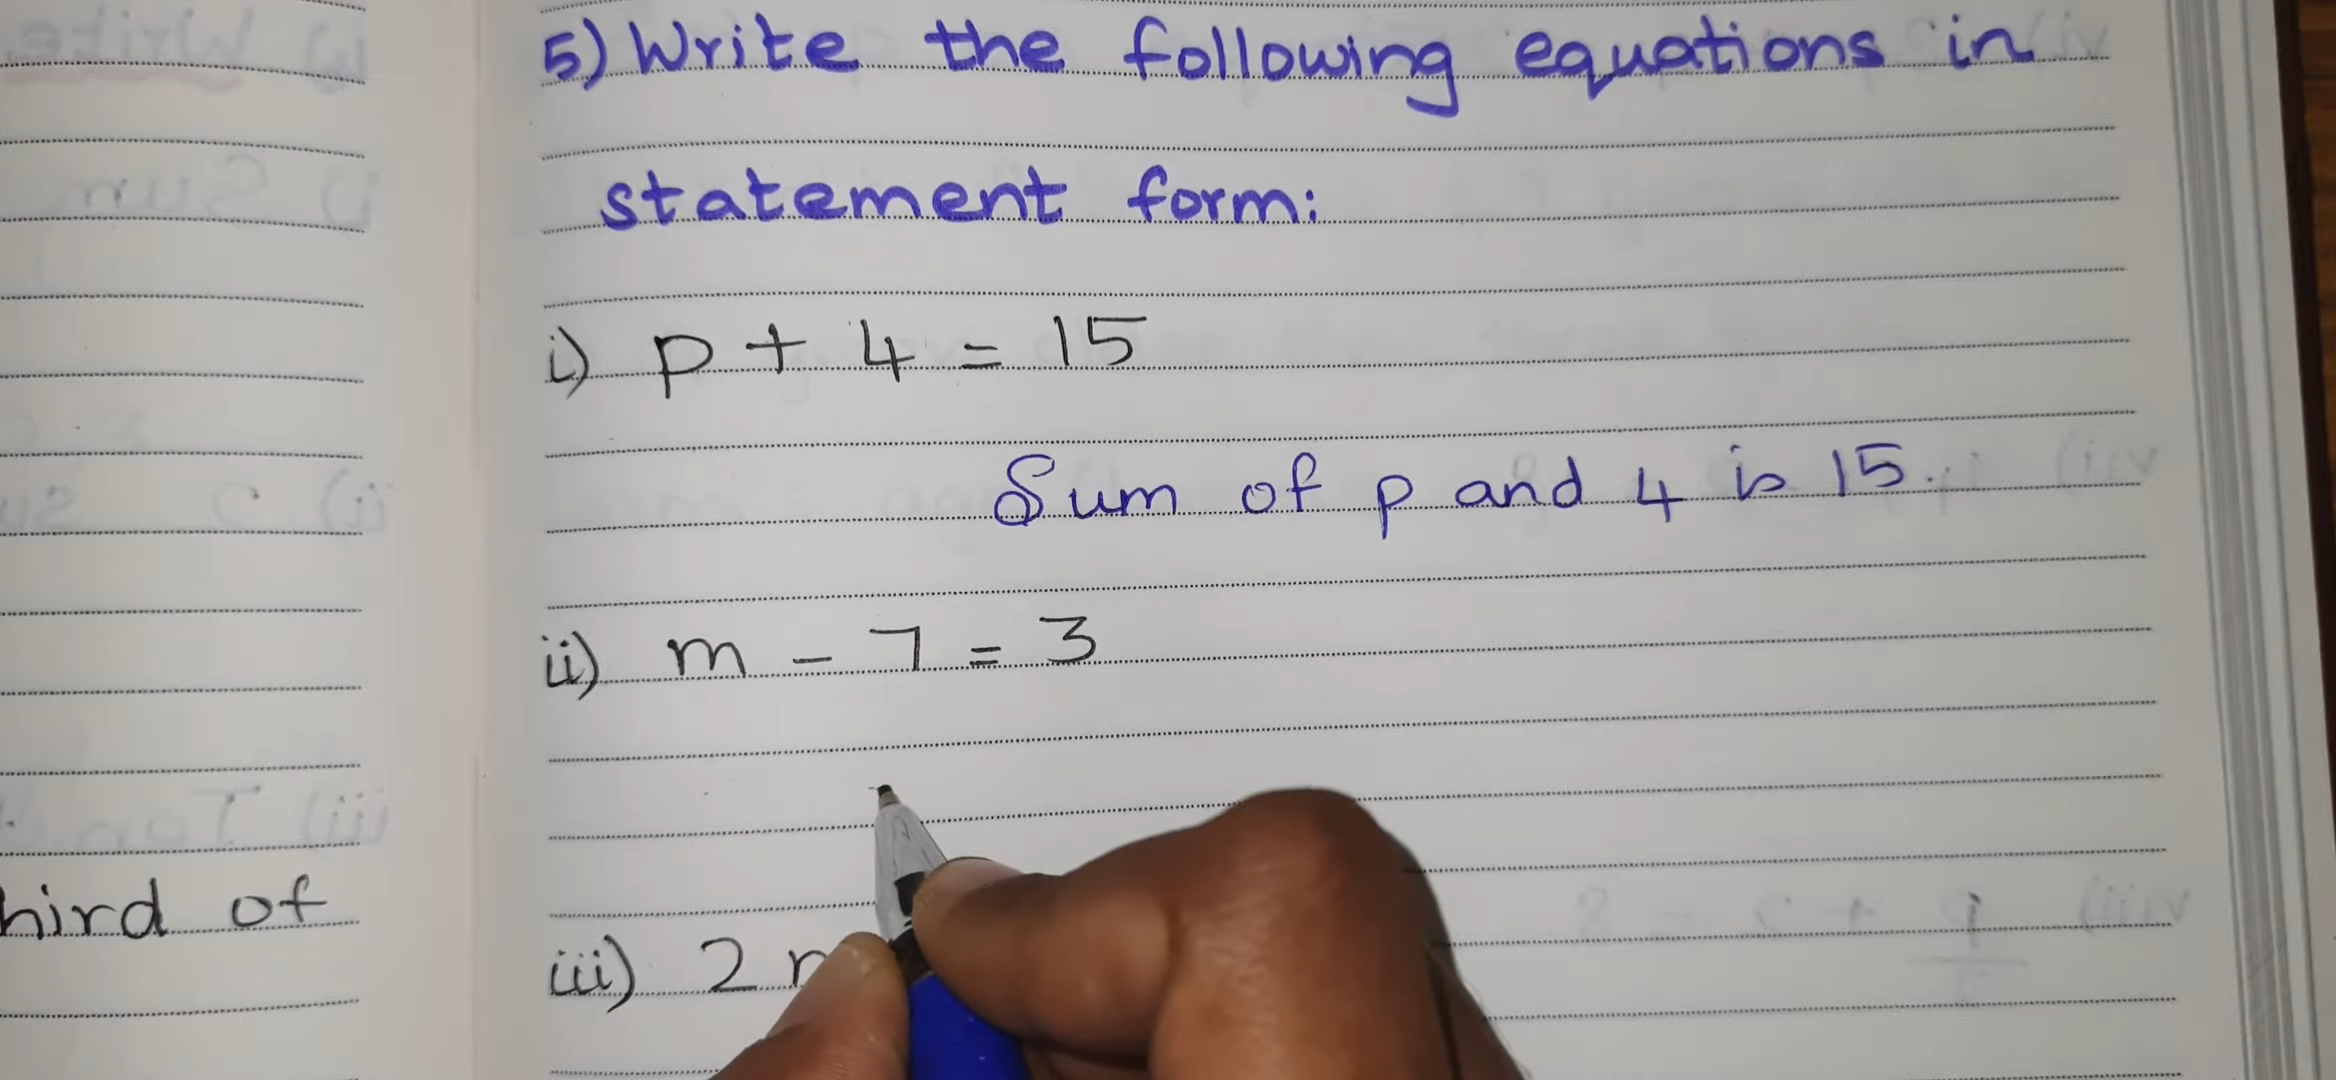 5) Write the following equations in
statement form:
i) p + 4 = 15
Sum of p and 4 is 15.
ii) m - 7 = 3
iii) 2
hird of